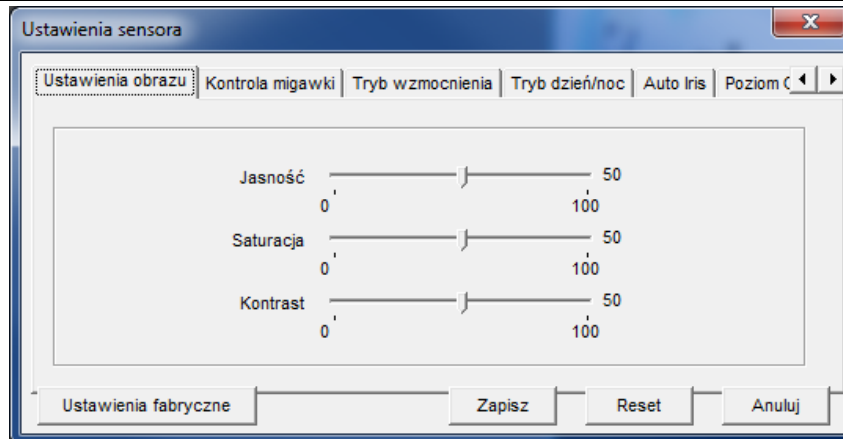 Ustawienia sensora
Ustawienia obrazu Kontrola migawki Tryb wzmocnienia Tryb dzień/noc Auto Iris Poziom
Jasność 50
0 100
Saturacja 50
0 100
Kontrast 50
0 100
Ustawienia fabryczne Zapisz Reset Anuluj